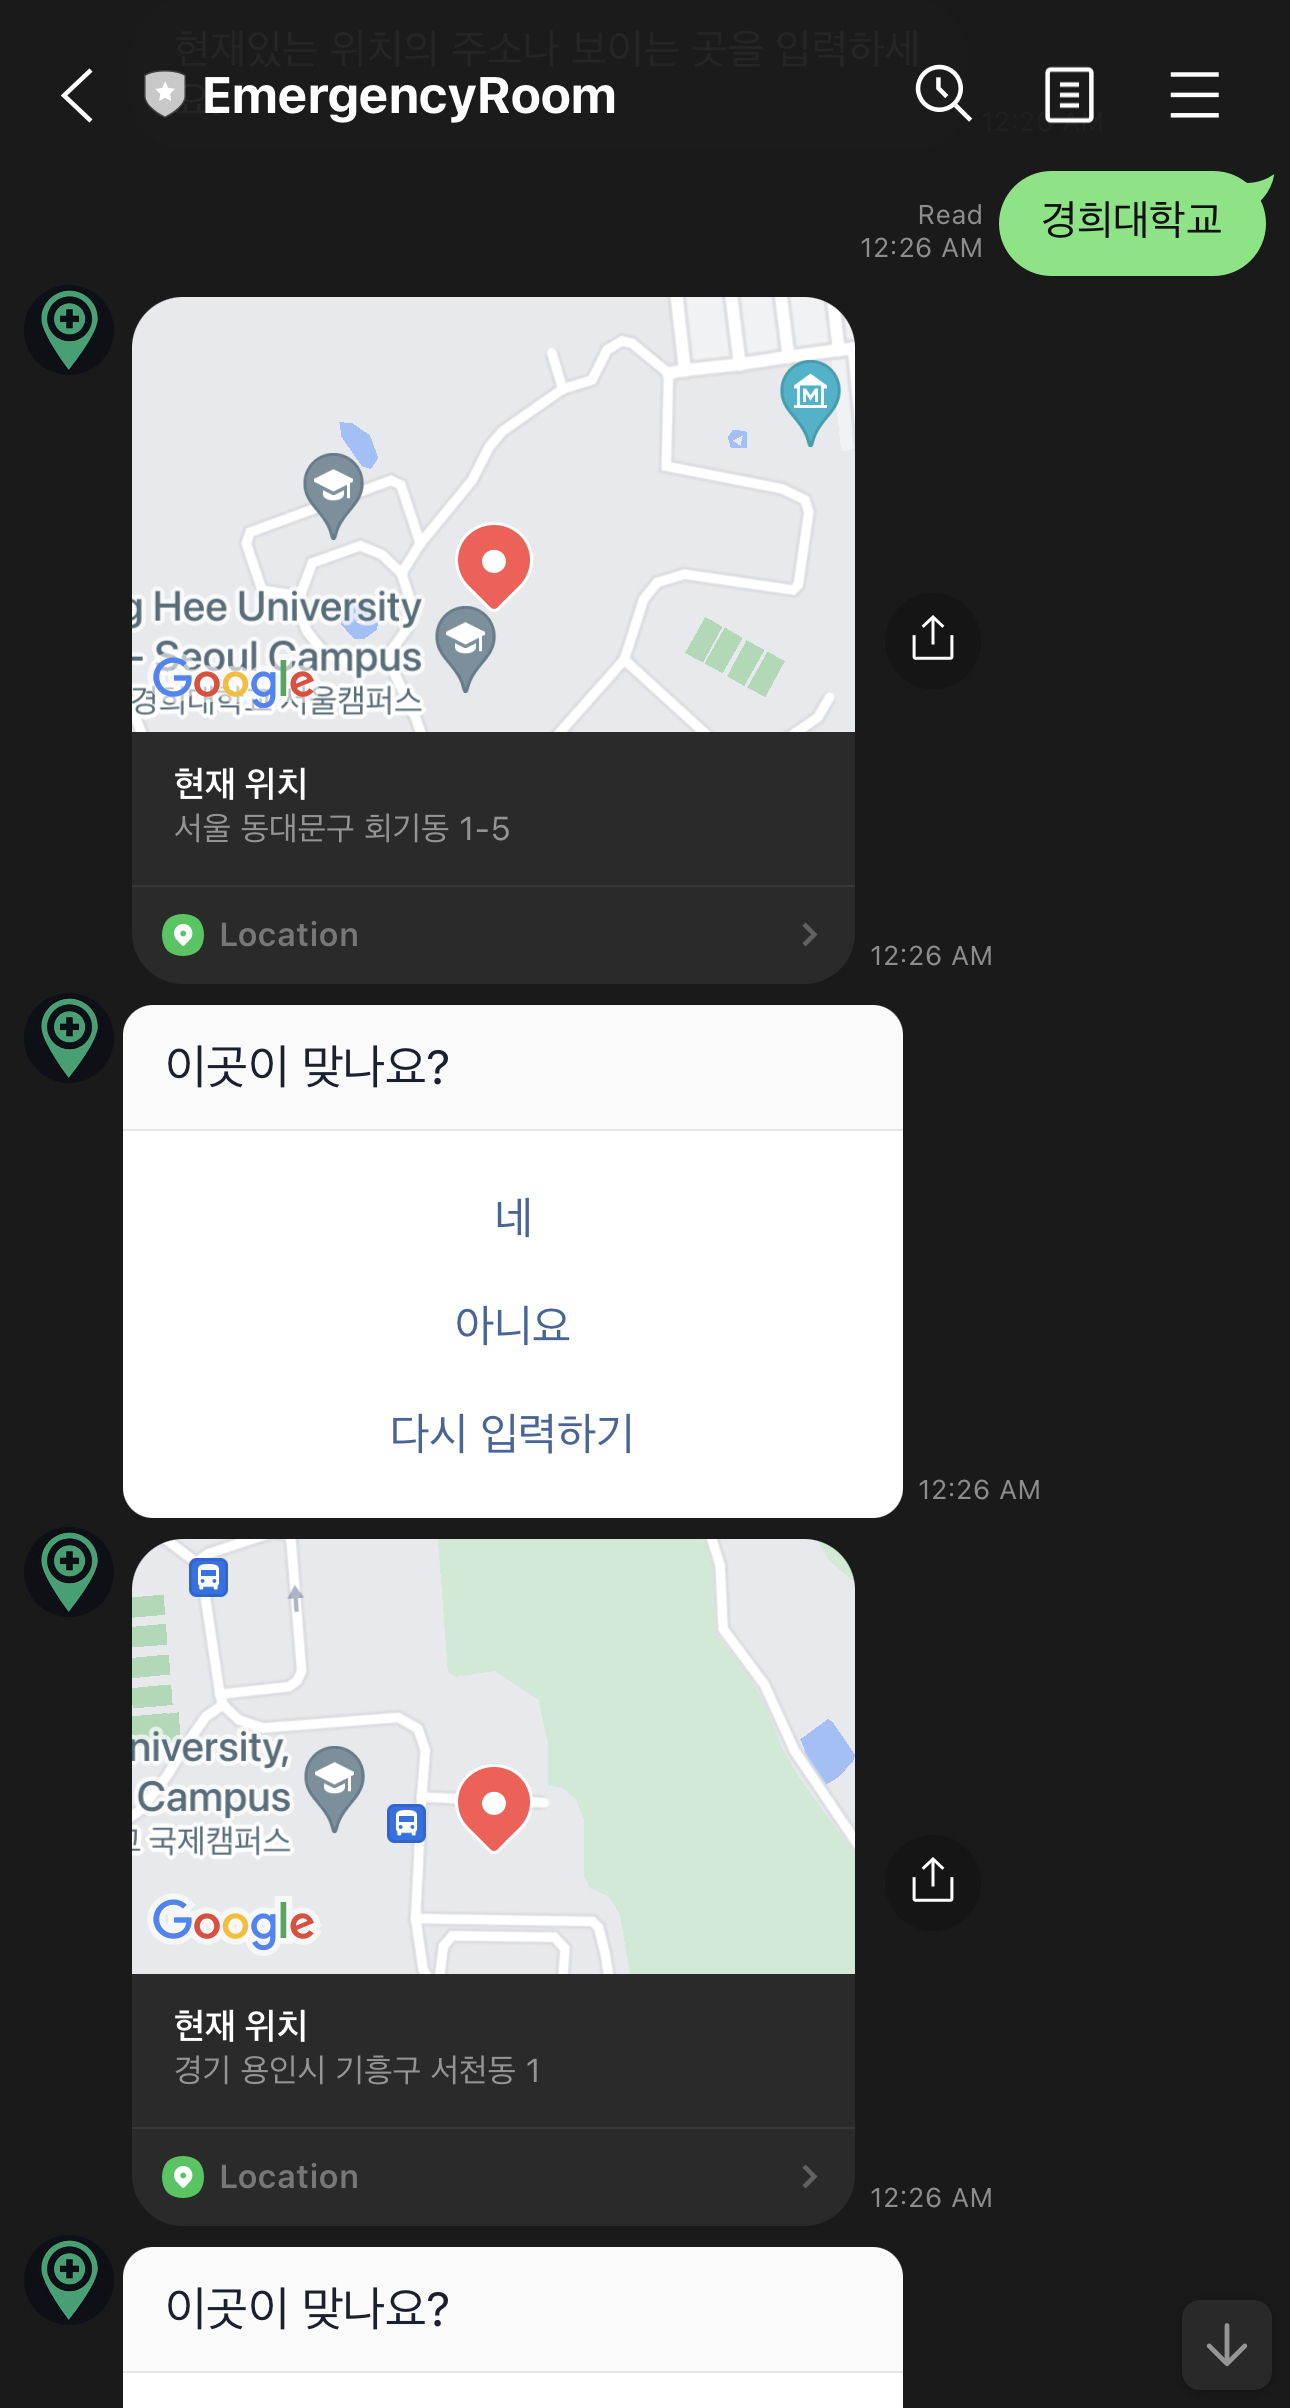 현재있는 위치의 주소나 보이는 곳을 입력하세
EmergencyRoom
12:26 AM
Read
12:26 AM
경희대학교
g Hee University
- Seoul Campus
경희대학교 서울캠퍼스
Google
현재 위치
서울 동대문구 회기동 1-5
Location
12:26 AM
이곳이 맞나요?
네
아니요
다시 입력하기
12:26 AM
niversity,
Campus
국제캠퍼스
Google
현재 위치
경기 용인시 기흥구 서천동 1
Location
12:26 AM
이곳이 맞나요?